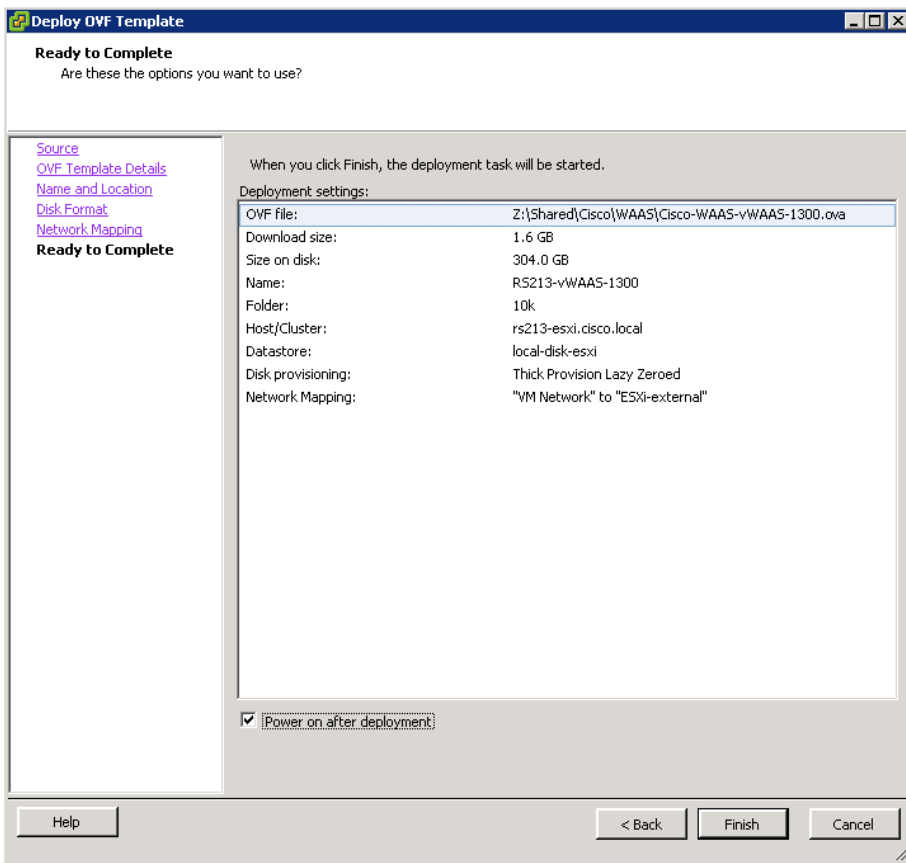 Deploy OVF Template
Ready to Complete
Are these the options you want to use?
Source
OVF Template Details
Name and Location
Disk Format
Network Mapping
Ready to Complete
When you click Finish, the deployment task will be started.
Deployment settings:
OVF file: Z:\Shared\Cisco\WAAS\Cisco-WAAS-vWAAS-1300.ova
Download size: 1.6 GB
Size on disk: 304.0 GB
Name: RS213-vWAAS-1300
Folder: 10k
Host/Cluster: rs213-esxi.cisco.local
Datastore: local-disk-esxi
Disk provisioning: Thick Provision Lazy Zeroed
Network Mapping: "VM Network" to "ESXi-external"
Power on after deployment
Help < Back Finish Cancel